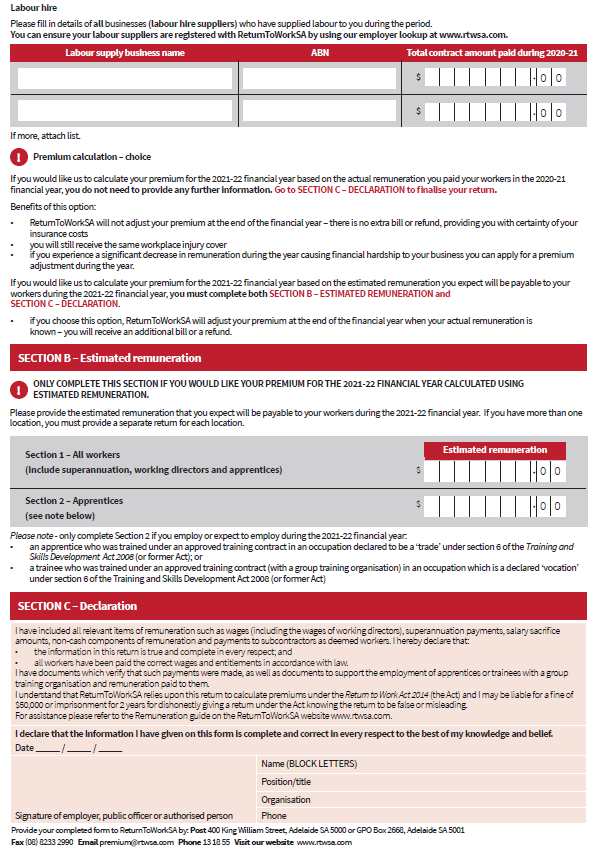 Labour hire
Please fill in details of all businesses (labour hire suppliers) who have supplied labour to you during the period.
You can ensure your labour suppliers are registered with ReturnToWorkSA by using our employer lookup at www.rtwsa.com.
Labour supply business name ABN Total contract amount paid during 2020-21
$ . 0 0
$ . 0 0
If more, attach list.
! Premium calculation – choice
If you would like us to calculate your premium for the 2021-22 financial year based on the actual remuneration you paid your workers in the 2020-21
financial year, you do not need to provide any further information. Go to SECTION C – DECLARATION to finalise your return.
Benefits of this option:
• ReturnToWorkSA will not adjust your premium at the end of the financial year – there is no extra bill or refund, providing you with certainty of your
insurance costs
• you will still receive the same workplace injury cover
• if you experience a significant decrease in remuneration during the year causing financial hardship to your business you can apply for a premium
adjustment during the year.
If you would like us to calculate your premium for the 2021-22 financial year based on the estimated remuneration you expect will be payable to your
workers during the 2021-22 financial year, you must complete both SECTION B – ESTIMATED REMUNERATION and
SECTION C – DECLARATION.
• if you choose this option, ReturnToWorkSA will adjust your premium at the end of the financial year when your actual remuneration is
known – you will receive an additional bill or a refund.
SECTION B – Estimated remuneration
! ONLY COMPLETE THIS SECTION IF YOU WOULD LIKE YOUR PREMIUM FOR THE 2021-22 FINANCIAL YEAR CALCULATED USING
ESTIMATED REMUNERATION.
Please provide the estimated remuneration that you expect will be payable to your workers during the 2021-22 financial year. If you have more than one
location, you must provide a separate return for each location.
Estimated remuneration
Section 1 – All workers
(include superannuation, working directors and apprentices) $ . 0 0
Section 2 – Apprentices $ . 0 0
(see note below)
Please note - only complete Section 2 if you employ or expect to employ during the 2021-22 financial year:
• an apprentice who was trained under an approved training contract in an occupation declared to be a 'trade' under section 6 of the Training and
Skills Development Act 2008 (or former Act); or
• a trainee who was trained under an approved training contract (with a group training organisation) in an occupation which is a declared 'vocation'
under section 6 of the Training and Skills Development Act 2008 (or former Act)
SECTION C – Declaration
I have included all relevant items of remuneration such as wages (including the wages of working directors), superannuation payments, salary sacrifice
amounts, non-cash components of remuneration and payments to subcontractors as deemed workers. I hereby declare that:
• the information in this return is true and complete in every respect; and
• all workers have been paid the correct wages and entitlements in accordance with law.
I have documents which verify that such payments were made, as well as documents to support the employment of apprentices or trainees with a group
training organisation and remuneration paid to them.
I understand that ReturnToWorkSA relies upon this return to calculate premiums under the Return to Work Act 2014 (the Act) and I may be liable for a fine of
$50,000 or imprisonment for 2 years for dishonestly giving a return under the Act knowing the return to be false or misleading.
For assistance please refer to the Remuneration guide on the ReturnToWorkSA website www.rtwsa.com.
I declare that the information I have given on this form is complete and correct in every respect to the best of my knowledge and belief.
Date _____ / _____ / _____
Name (BLOCK LETTERS)
Position/title
Organisation
Signature of employer, public officer or authorised person Phone
Provide your completed form to ReturnToWorkSA by: Post 400 King William Street, Adelaide SA 5000 or GPO Box 2668, Adelaide SA 5001
Fax (08) 8233 2990 Email premium@rtwsa.com Phone 13 18 55 Visit our website www.rtwsa.com